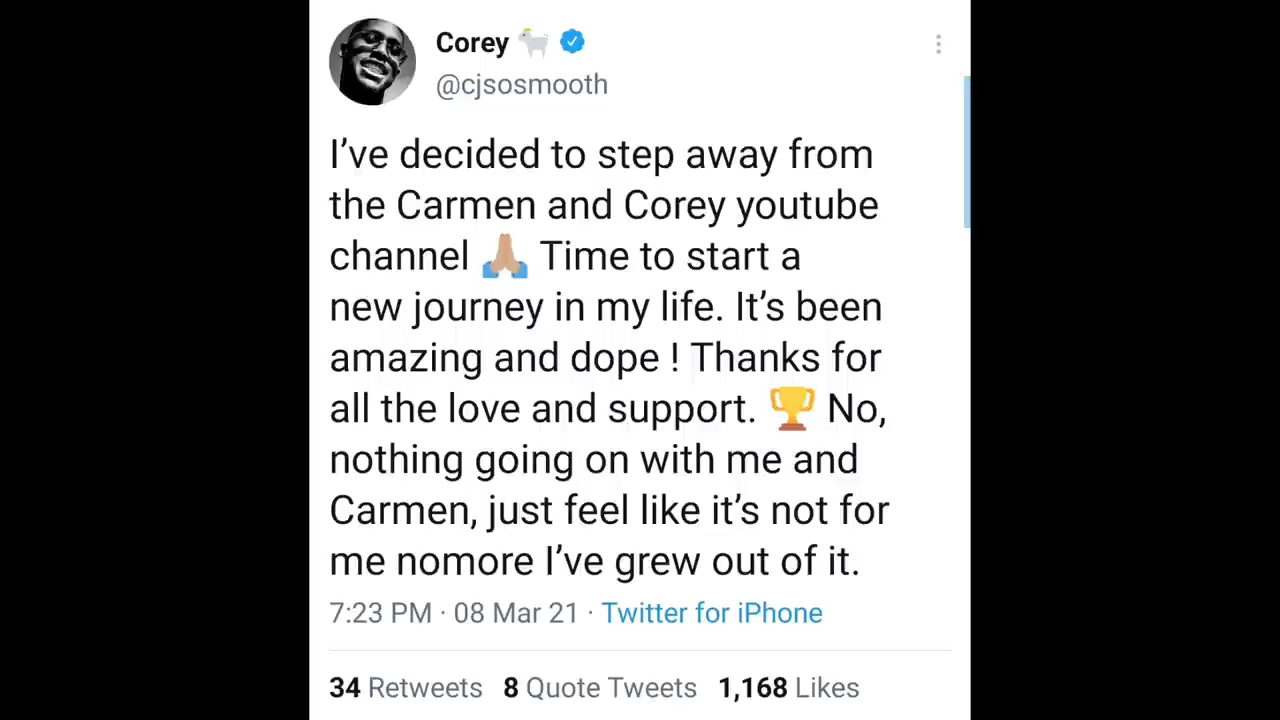 Corey 🐐
@cjsosmooth
I’ve decided to step away from
the Carmen and Corey youtube
channel 🙏🏼 Time to start a
new journey in my life. It’s been
amazing and dope ! Thanks for
all the love and support. 🏆 No,
nothing going on with me and
Carmen, just feel like it’s not for
me nomore I’ve grew out of it.
7:23 PM · 08 Mar 21 · Twitter for iPhone
34 Retweets 8 Quote Tweets 1,168 Likes